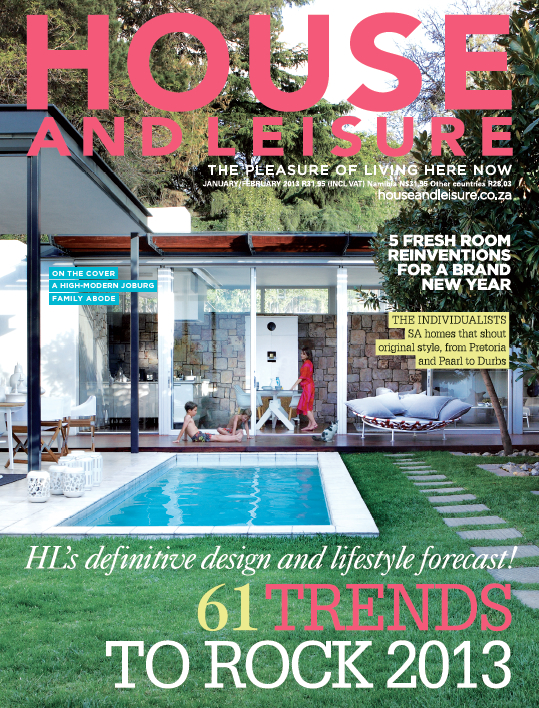 HOUSE
AND LEISURE
THE PLEASURE OF LIVING HERE NOW
JANUARY/FEBRUARY 2013 R31,95 (INCL VAT) Namibia N$31,95 Other countries R28,03
houseandleisure.co.za
5 FRESH ROOM
REINVENTIONS
FOR A BRAND
NEW YEAR
ON THE COVER
A HIGH-MODERN JOBURG
FAMILY ABODE
THE INDIVIDUALISTS
SA homes that shout
original style, from Pretoria
and Paarl to Durbs
HL's definitive design and lifestyle forecast!
61 TRENDS
TO ROCK 2013